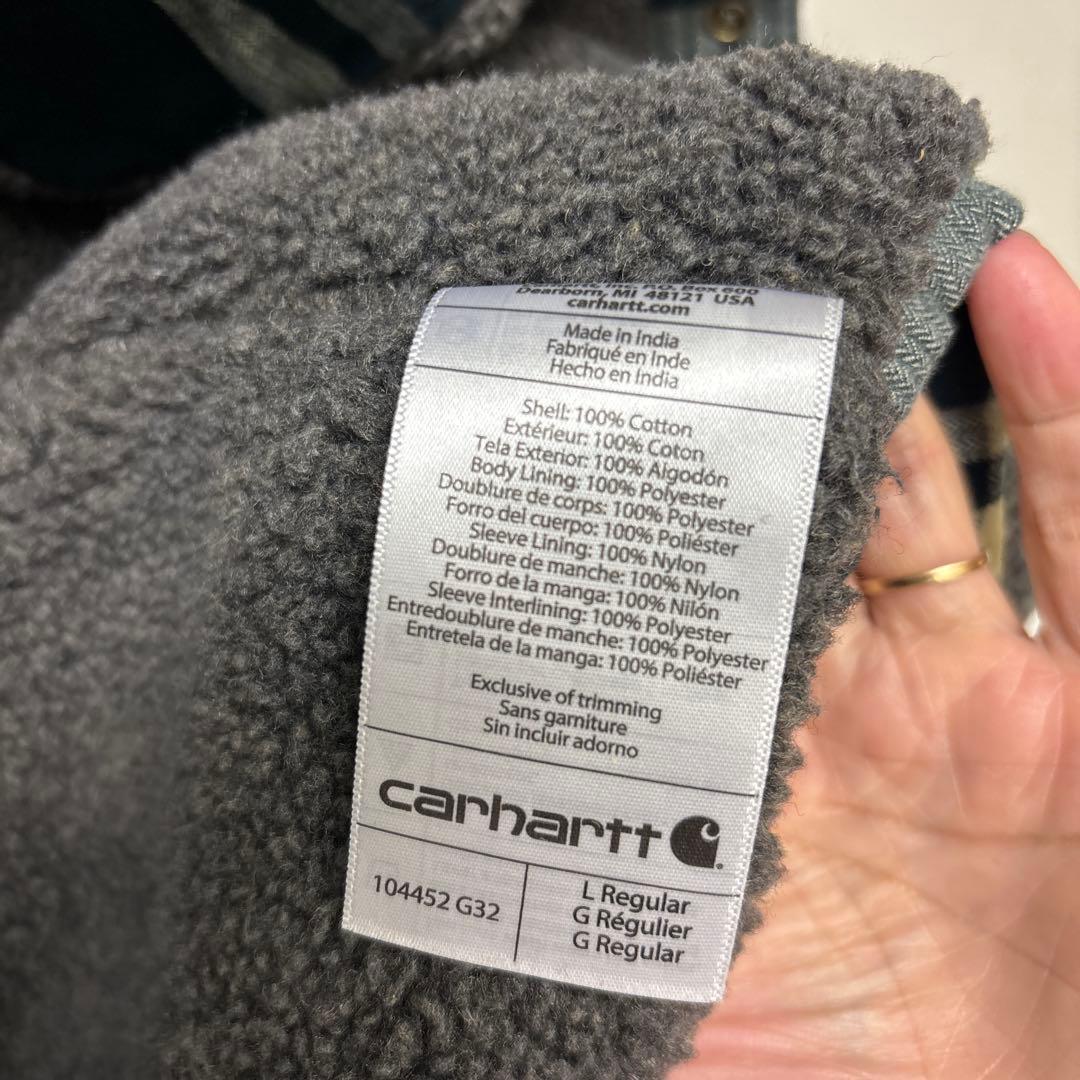 Inc. P.O. Box 600
Dearborn, MI 48121 USA
carhartt.com
Made in India
Fabriqué en Inde
Hecho en India
Shell: 100% Cotton
Extérieur: 100% Coton
Tela Exterior: 100% Algodón
Body Lining: 100% Polyester
Doublure de corps: 100% Polyester
Forro del cuerpo: 100% Poliéster
Sleeve Lining: 100% Nylon
Doublure de manche: 100% Nylon
Forro de la manga: 100% Nilón
Sleeve Interlining: 100% Polyester
Entredoublure de manche: 100% Polyester
Entretela de la manga: 100% Poliéster
Exclusive of trimming
Sans garniture
Sin incluir adorno
carhartt
104452 G32
L Regular
G Régulier
G Regular